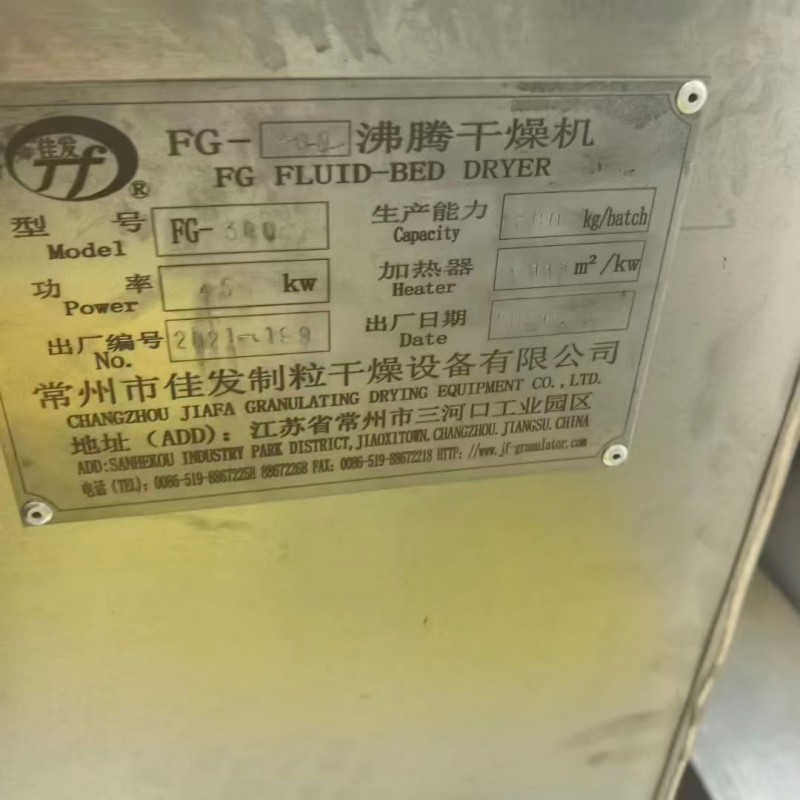 佳发
Jf ®
FG- 沸腾干燥机
FG FLUID-BED DRYER
型 号 FG-300 生产能力 300 kg/batch
Model Capacity
功 率 45 kw 加热器 m²/kw
Power Heater
出厂编号 2021-189 出厂日期
No. Date
常州市佳发制粒干燥设备有限公司
CHANGZHOU JIAFA GRANULATING DRYING EQUIPMENT CO., LTD.
地址（ADD）：江苏省常州市三河口工业园区
ADD:SANHEKOU INDUSTRY PARK DISTRICT,JIAOXITOWN.CHANGZHOU.JIANGSU.CHINA
电话（TEL）：0086-519-88672258 88672268 FAX：0086-519-88672218 HTTP：//www.jf-granulator.com